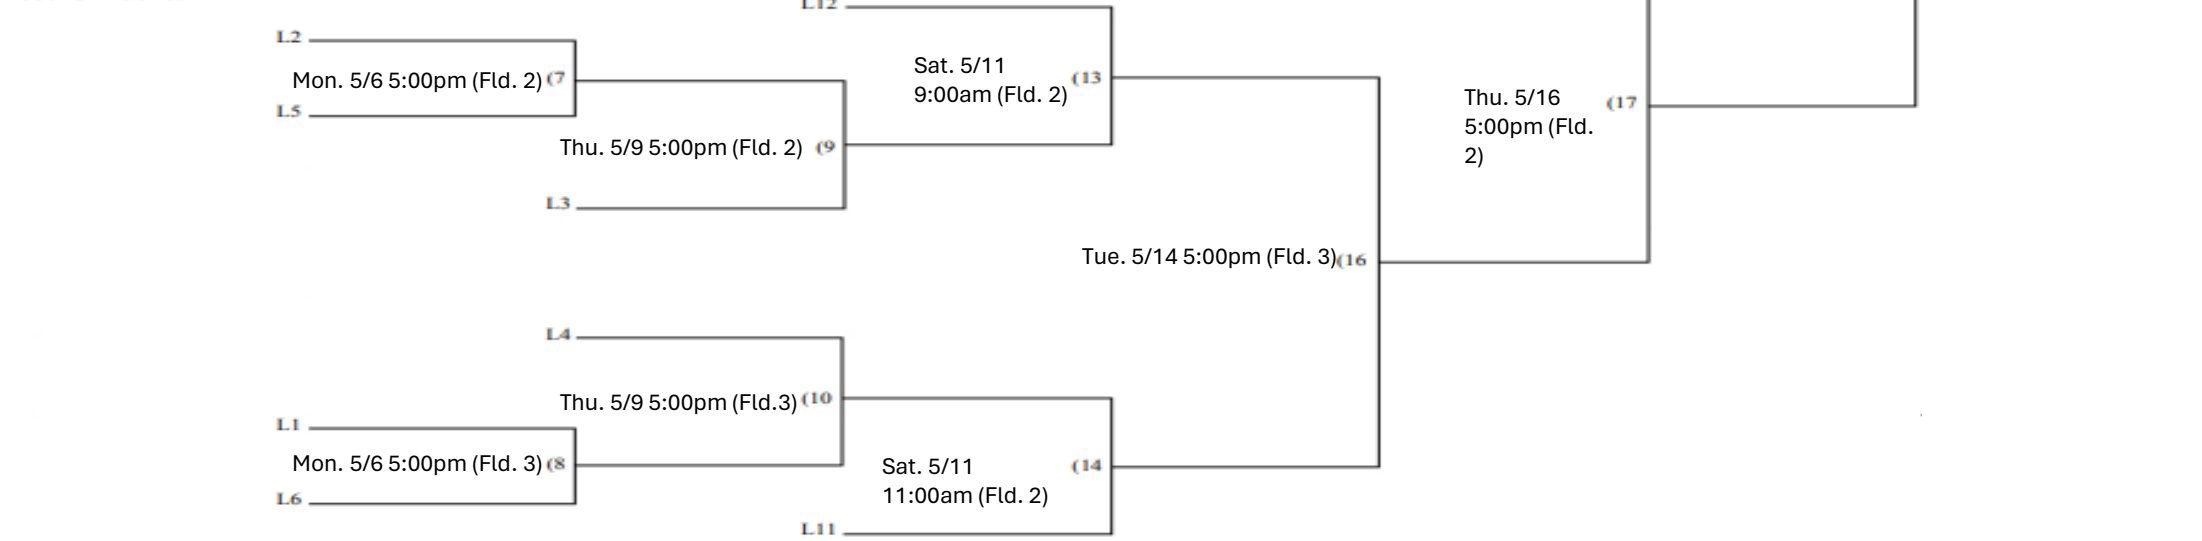 L12
L2
Mon. 5/6 5:00pm (Fld. 2) (7
L5
Sat. 5/11
9:00am (Fld. 2)
(13
Thu. 5/9 5:00pm (Fld. 2) (9
L3
Thu. 5/16
5:00pm (Fld.
2)
(17
Tue. 5/14 5:00pm (Fld. 3)(16
L4
Thu. 5/9 5:00pm (Fld.3) (10
L1
Mon. 5/6 5:00pm (Fld. 3) (8
L6
Sat. 5/11
11:00am (Fld. 2)
(14
L11